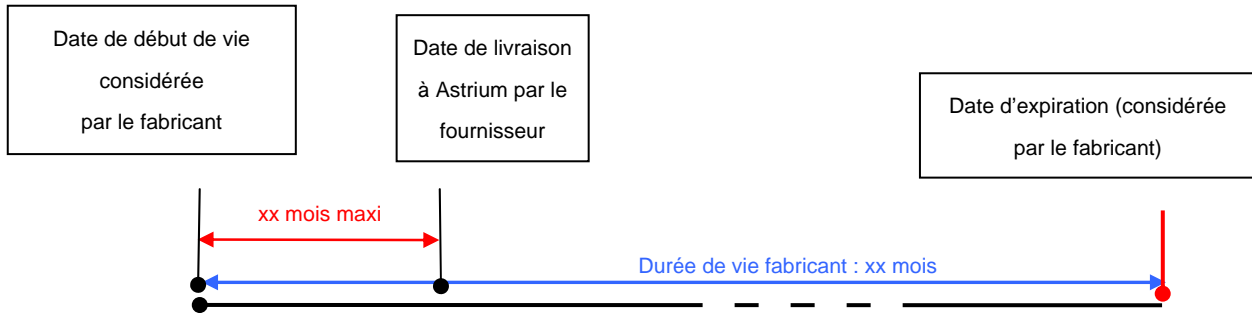 Date de début de vie
considérée
par le fabricant
Date de livraison
à Astrium par le
fournisseur
Date d’expiration (considérée
par le fabricant)
xx mois maxi
Durée de vie fabricant : xx mois